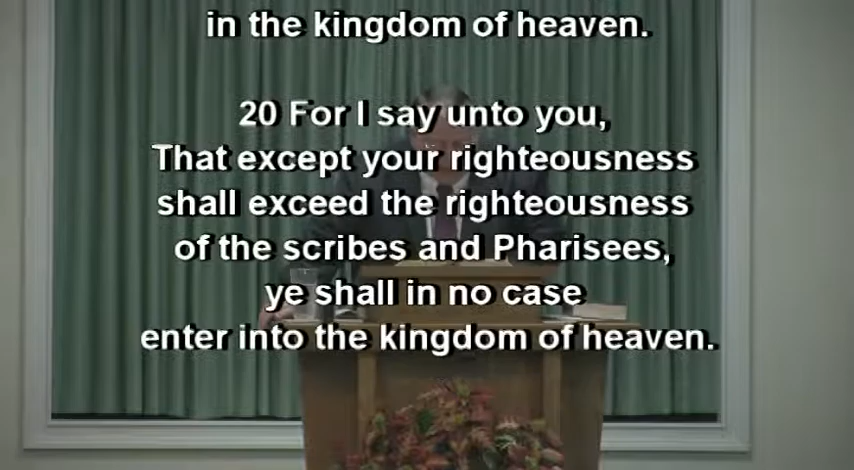 in the kingdom of heaven.
20 For I say unto you,
That except your righteousness
shall exceed the righteousness
of the scribes and Pharisees,
ye shall in no case
enter into the kingdom of heaven.